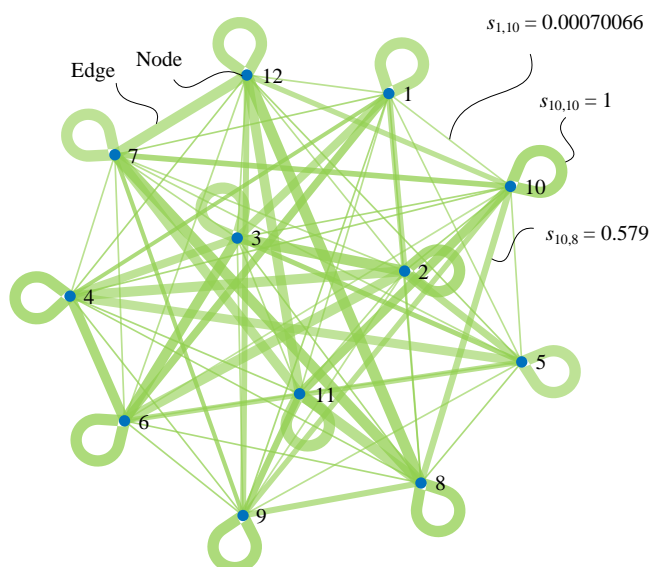 s1,10 = 0.00070066
Node
Edge
12
1
s10,10 = 1
7
10
3
s10,8 = 0.579
2
4
5
11
6
8
9